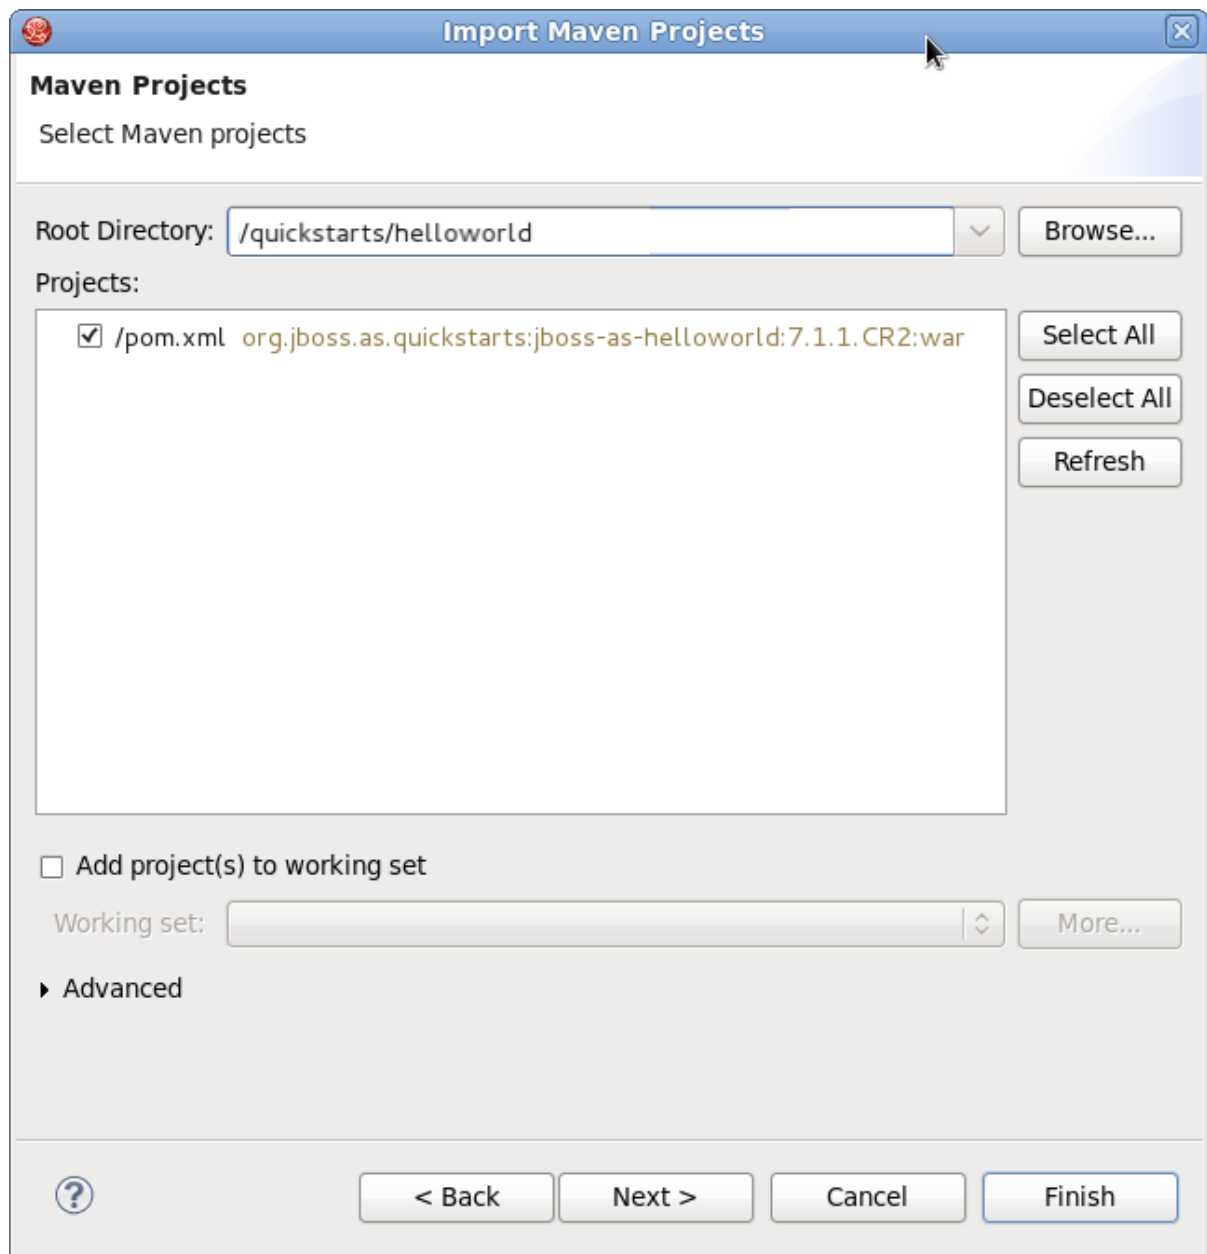 Import Maven Projects
Maven Projects
Select Maven projects
Root Directory: /quickstarts/helloworld Browse...
Projects:
/pom.xml org.jboss.as.quickstarts:jboss-as-helloworld:7.1.1.CR2:war
Select All
Deselect All
Refresh
Add project(s) to working set
Working set: More...
Advanced
? < Back Next > Cancel Finish